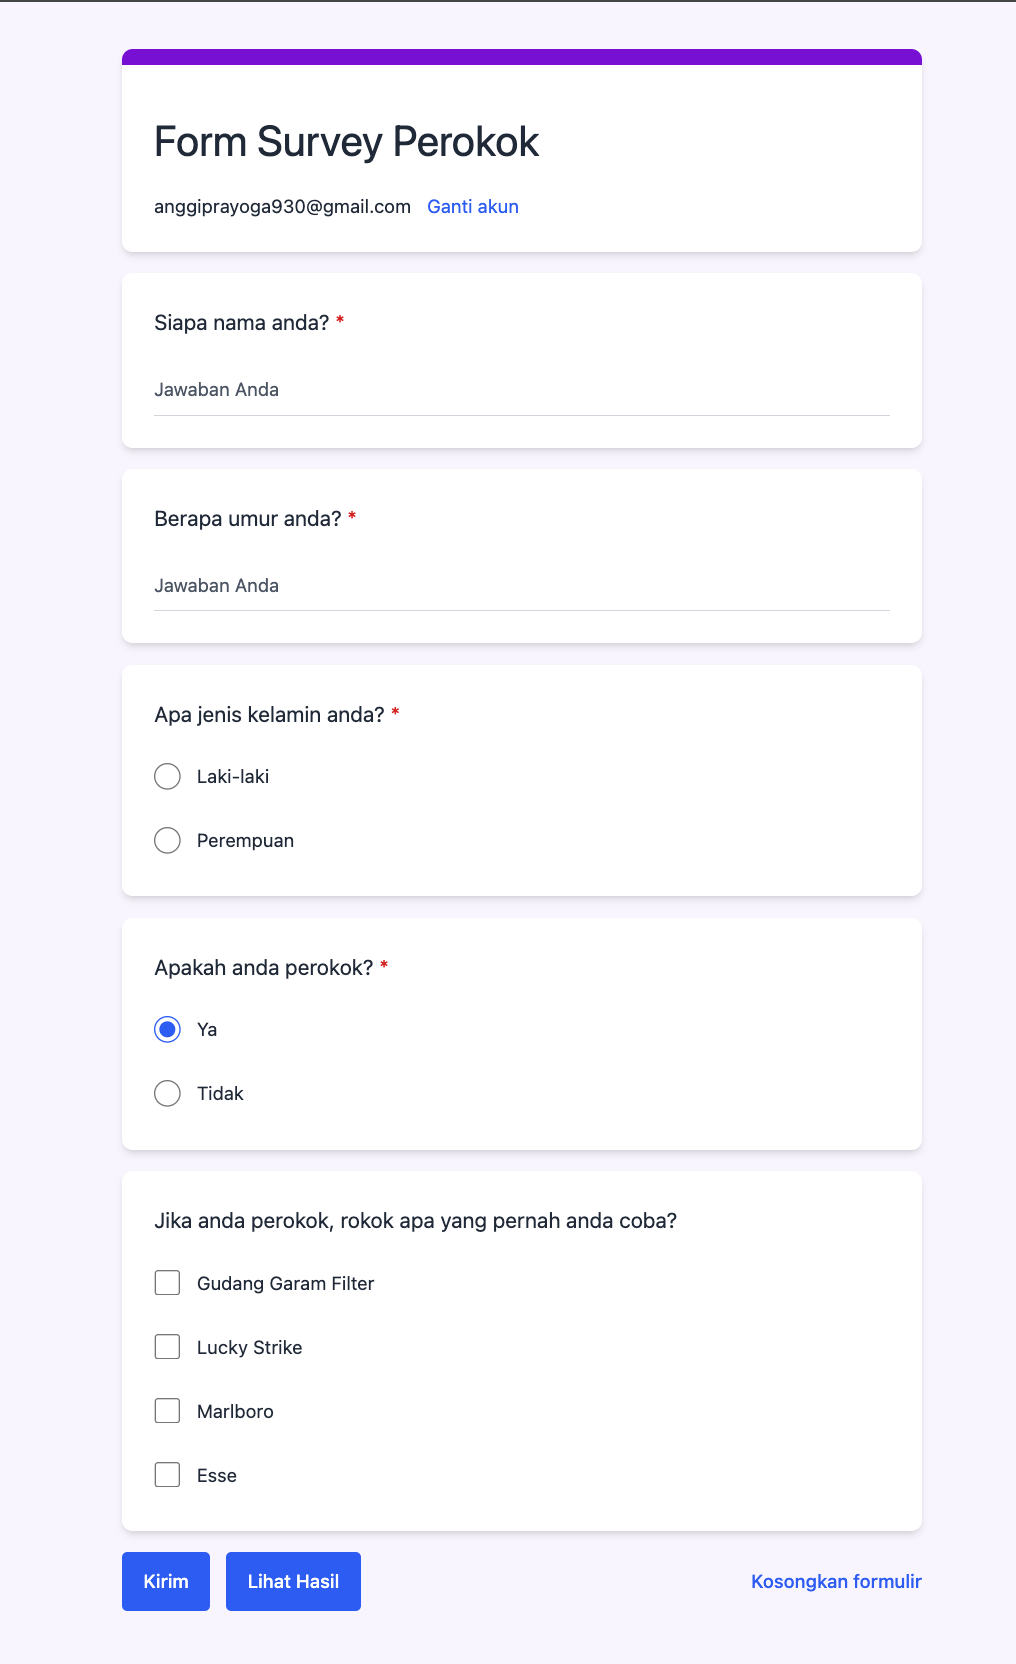 Form Survey Perokok
anggiprayoga930@gmail.com Ganti akun
Siapa nama anda? *
Jawaban Anda
Berapa umur anda? *
Jawaban Anda
Apa jenis kelamin anda? *
Laki-laki
Perempuan
Apakah anda perokok? *
Ya
Tidak
Jika anda perokok, rokok apa yang pernah anda coba?
Gudang Garam Filter
Lucky Strike
Marlboro
Esse
Kirim Lihat Hasil Kosongkan formulir